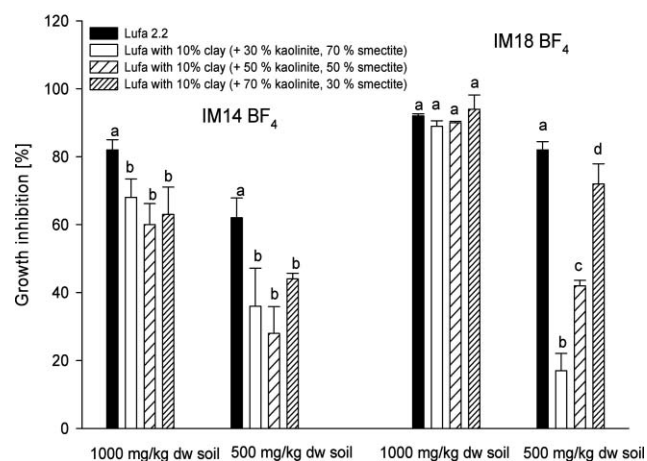 Lufa 2.2
Lufa with 10% clay (+ 30 % kaolinite, 70 % smectite)
Lufa with 10% clay (+ 50 % kaolinite, 50 % smectite)
Lufa with 10% clay (+ 70 % kaolinite, 30 % smectite)
IM14 BF4
IM18 BF4
Growth inhibition [%]
120
100
80
60
40
20
0
a
b
b
b
a
b
b
b
a
a
a
a
a
b
c
d
1000 mg/kg dw soil
500 mg/kg dw soil
1000 mg/kg dw soil
500 mg/kg dw soil